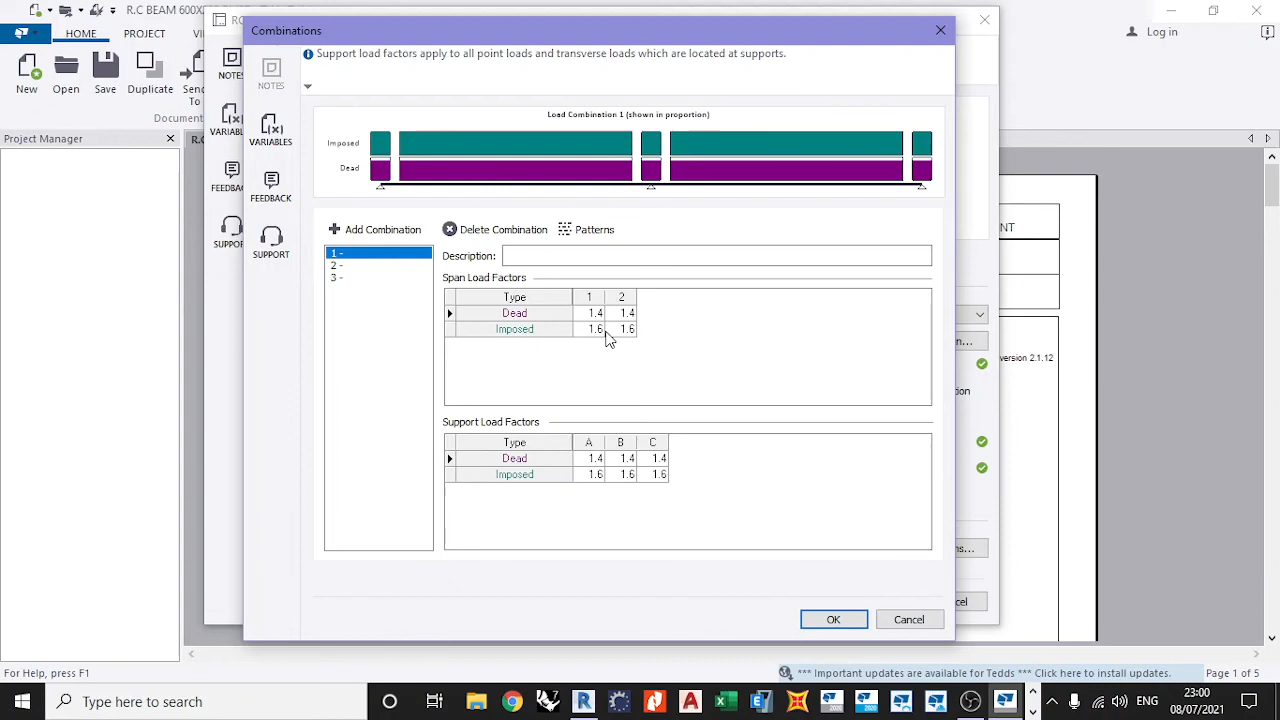 R.C BEAM 600X
Combinations
HOME
PROJECT
Log in
New
Open
Save
Duplicate
Send
To
Support load factors apply to all point loads and transverse loads which are located at supports.
NOTES
VARIABLES
FEEDBACK
SUPPORT
Project Manager
Load Combination 1 (shown in proportion)
Imposed
Dead
Add Combination
Delete Combination
Patterns
1 -
2 -
3 -
Description:
Span Load Factors
Type 1 2
Dead 1.4 1.4
Imposed 1.6 1.6
Support Load Factors
Type A B C
Dead 1.4 1.4 1.4
Imposed 1.6 1.6 1.6
OK
Cancel
version 2.1.12
For Help, press F1
*** Important updates are available for Tedds *** Click here to install updates.
Page 1 of 5
Type here to search
ENG
23:00
08/07/2021